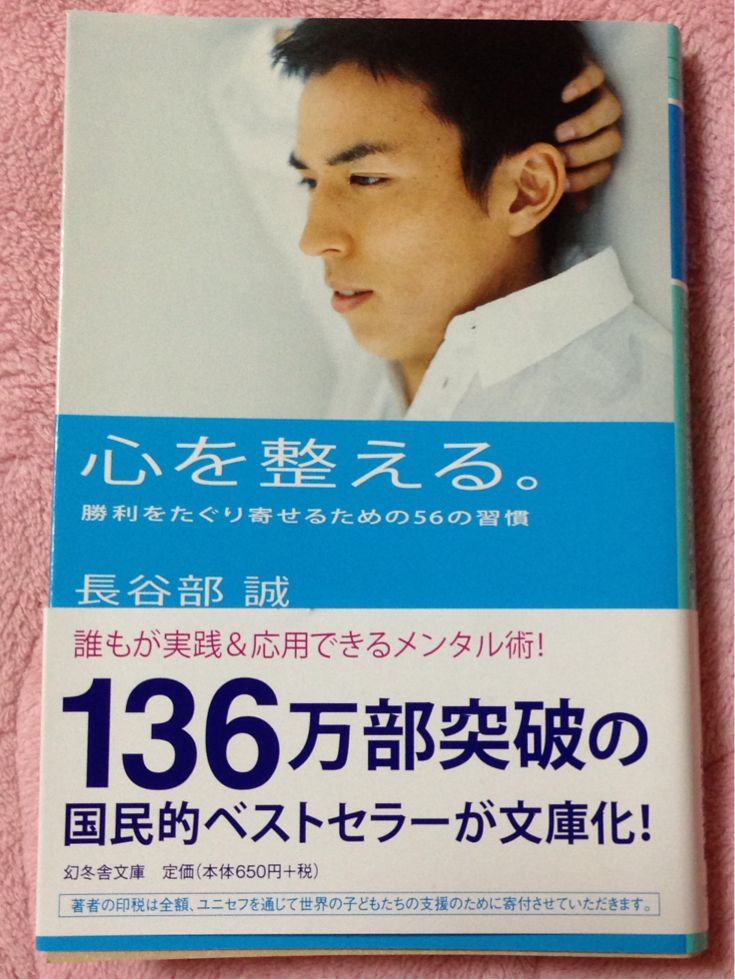 心を整える。
勝利をたぐり寄せるための56の習慣
長谷部 誠
誰もが実践&応用できるメンタル術!
136万部突破の
国民的ベストセラーが文庫化!
幻冬舎文庫 定価(本体650円+税)
著者の印税は全額、ユニセフを通じて世界の子どもたちの支援のために寄付させていただきます。